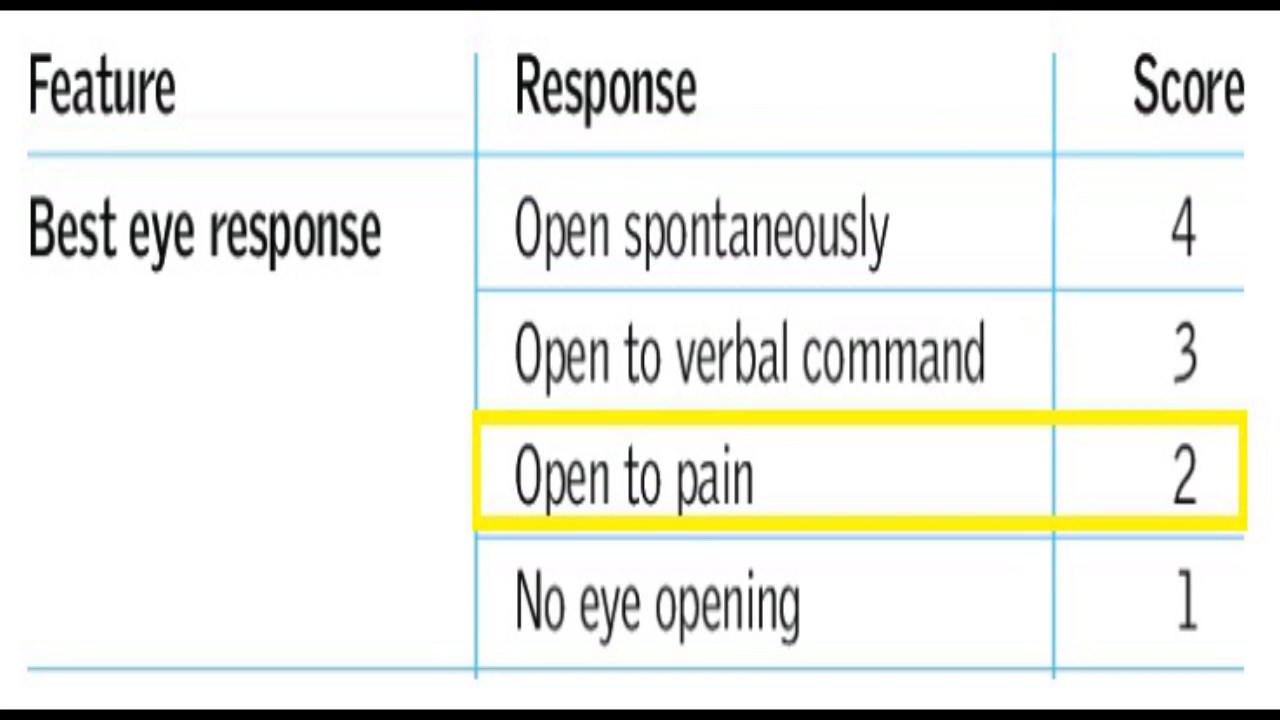 Feature Response Score
Best eye response Open spontaneously 4
Open to verbal command 3
Open to pain 2
No eye opening 1